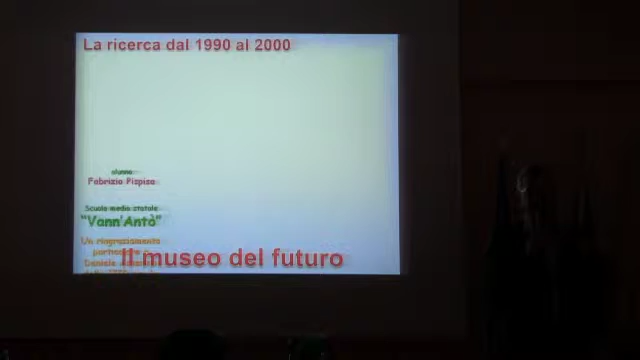 La ricerca dal 1990 al 2000
alunno
Fabrizio Pispisa
Scuola media statale
"Vann'Antò"
Un ringraziamento
Il museo del futuro